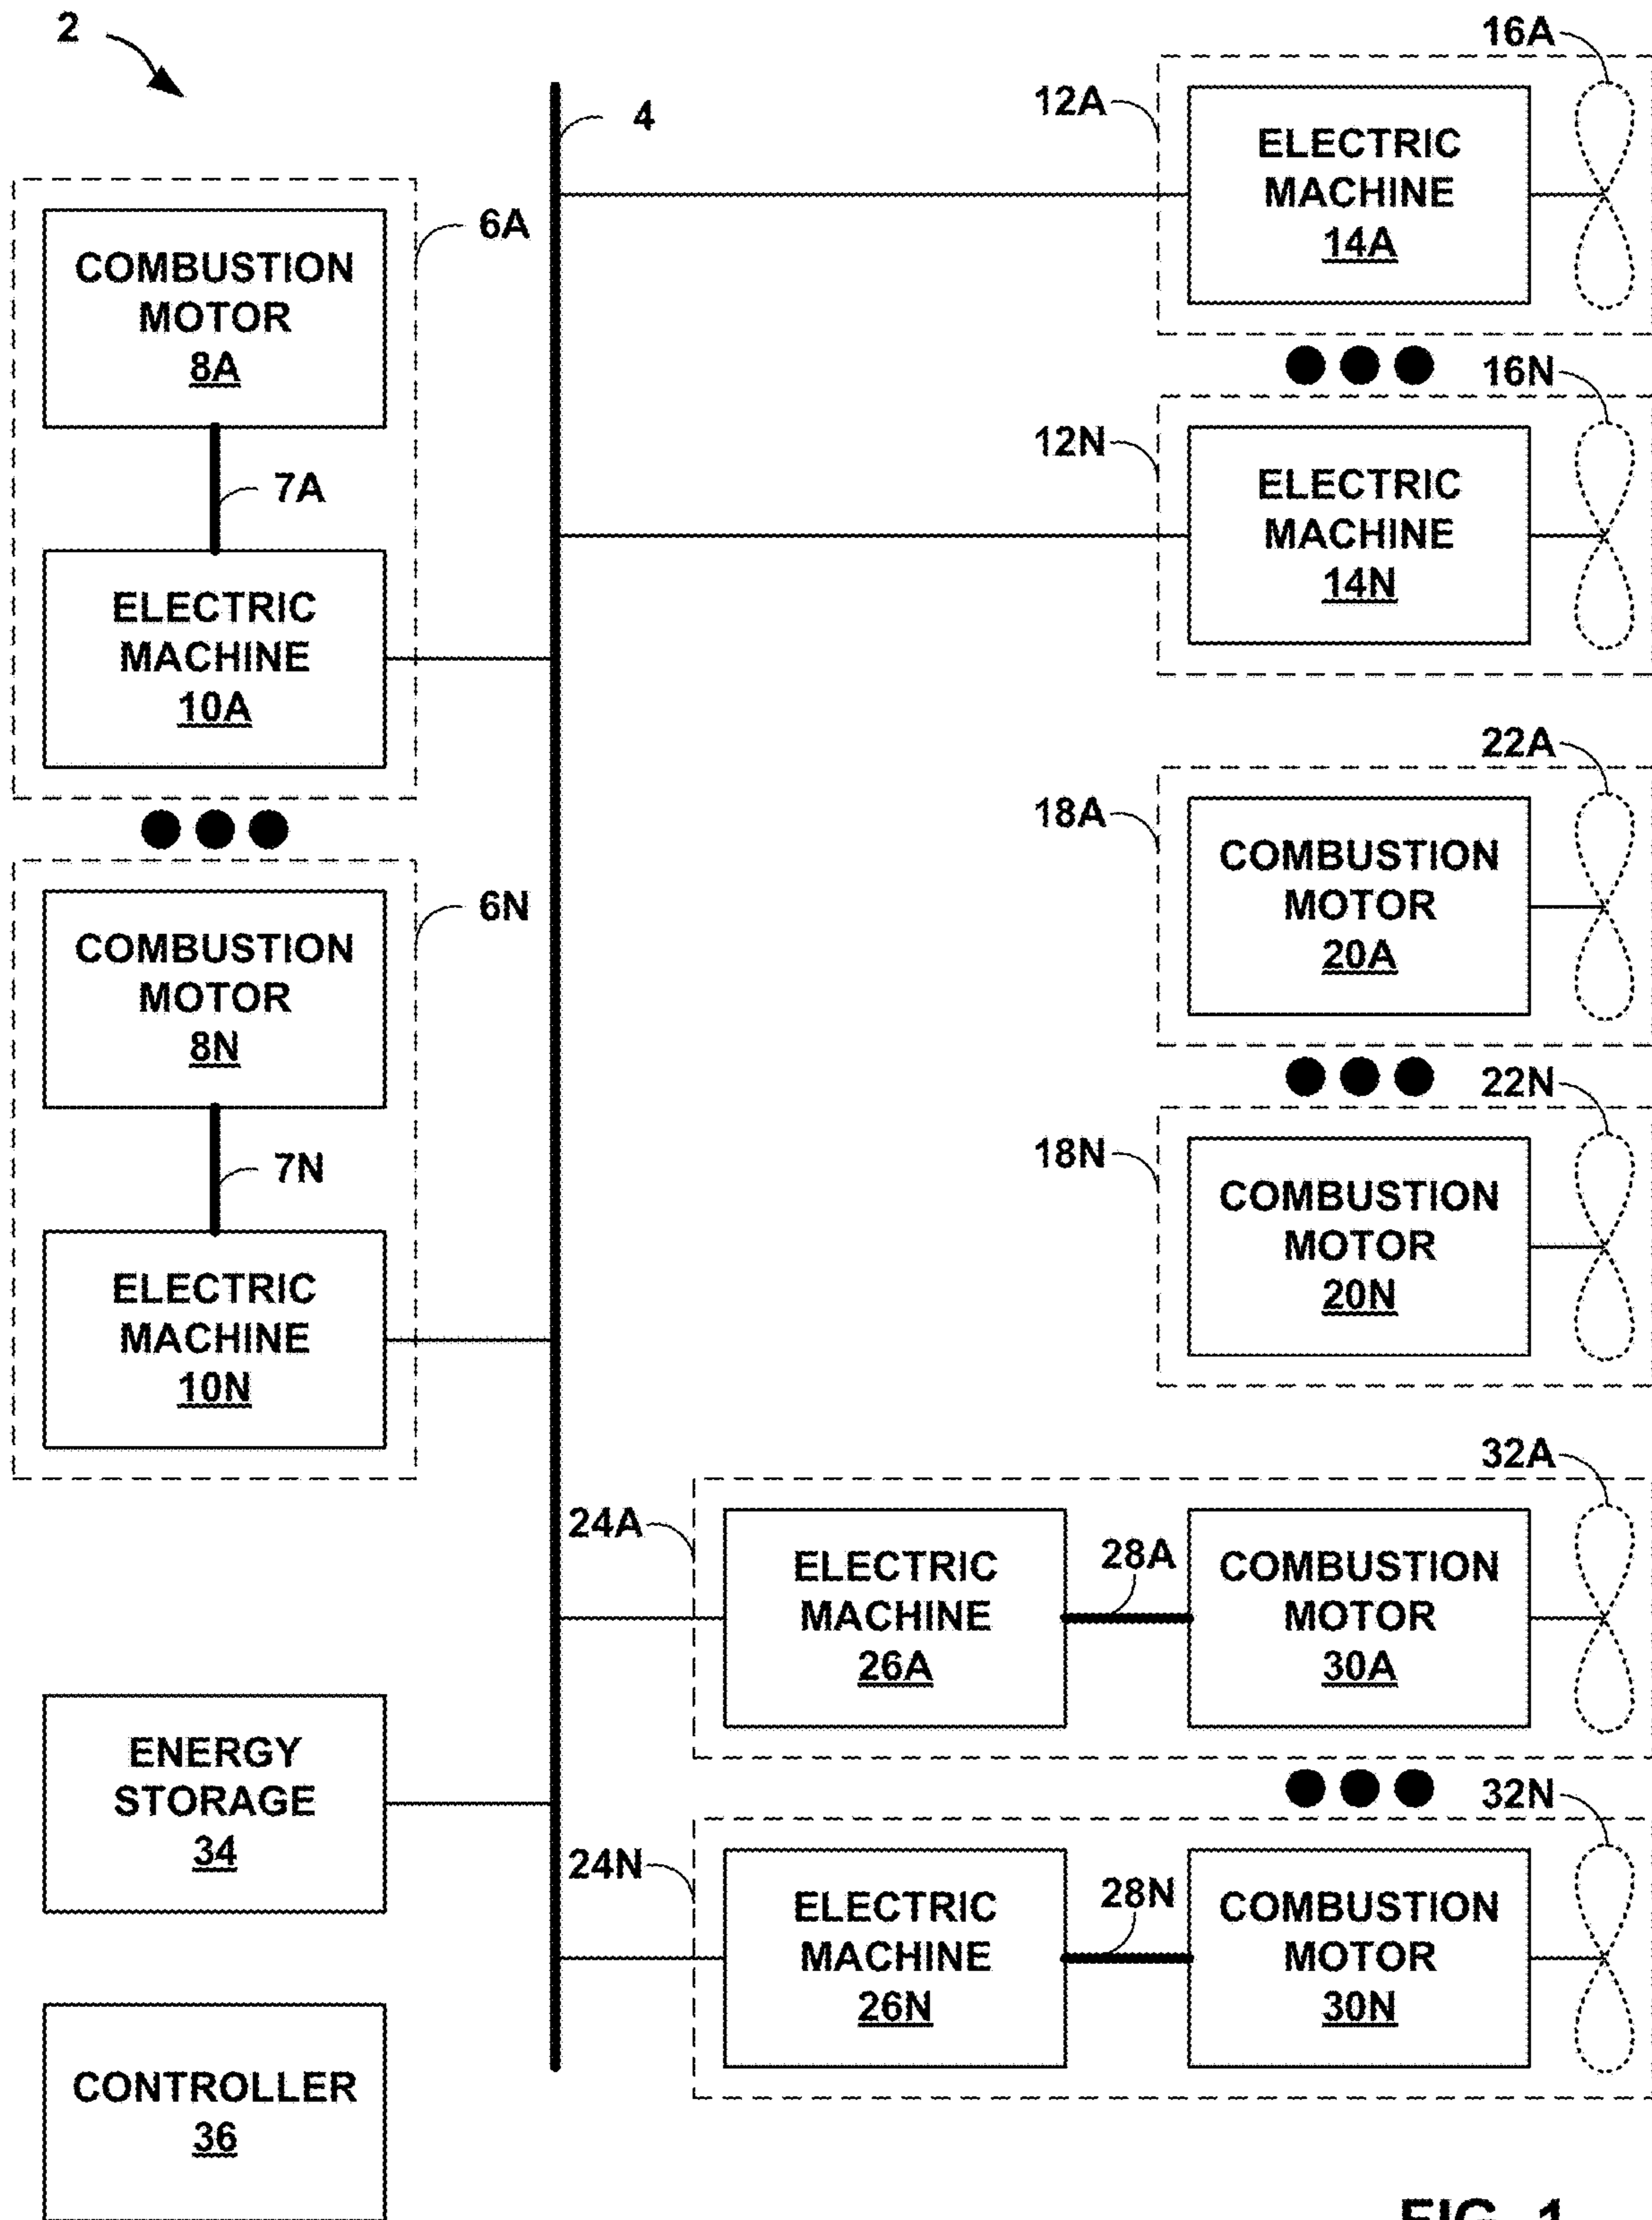 2
4
6A
COMBUSTION
MOTOR
8A
7A
ELECTRIC
MACHINE
10A
6N
COMBUSTION
MOTOR
8N
7N
ELECTRIC
MACHINE
10N
ENERGY
STORAGE
34
CONTROLLER
36
12A
16A
ELECTRIC
MACHINE
14A
12N
16N
ELECTRIC
MACHINE
14N
18A
22A
COMBUSTION
MOTOR
20A
18N
22N
COMBUSTION
MOTOR
20N
24A
ELECTRIC
MACHINE
26A
28A
32A
COMBUSTION
MOTOR
30A
24N
ELECTRIC
MACHINE
26N
28N
32N
COMBUSTION
MOTOR
30N
FIG. 1